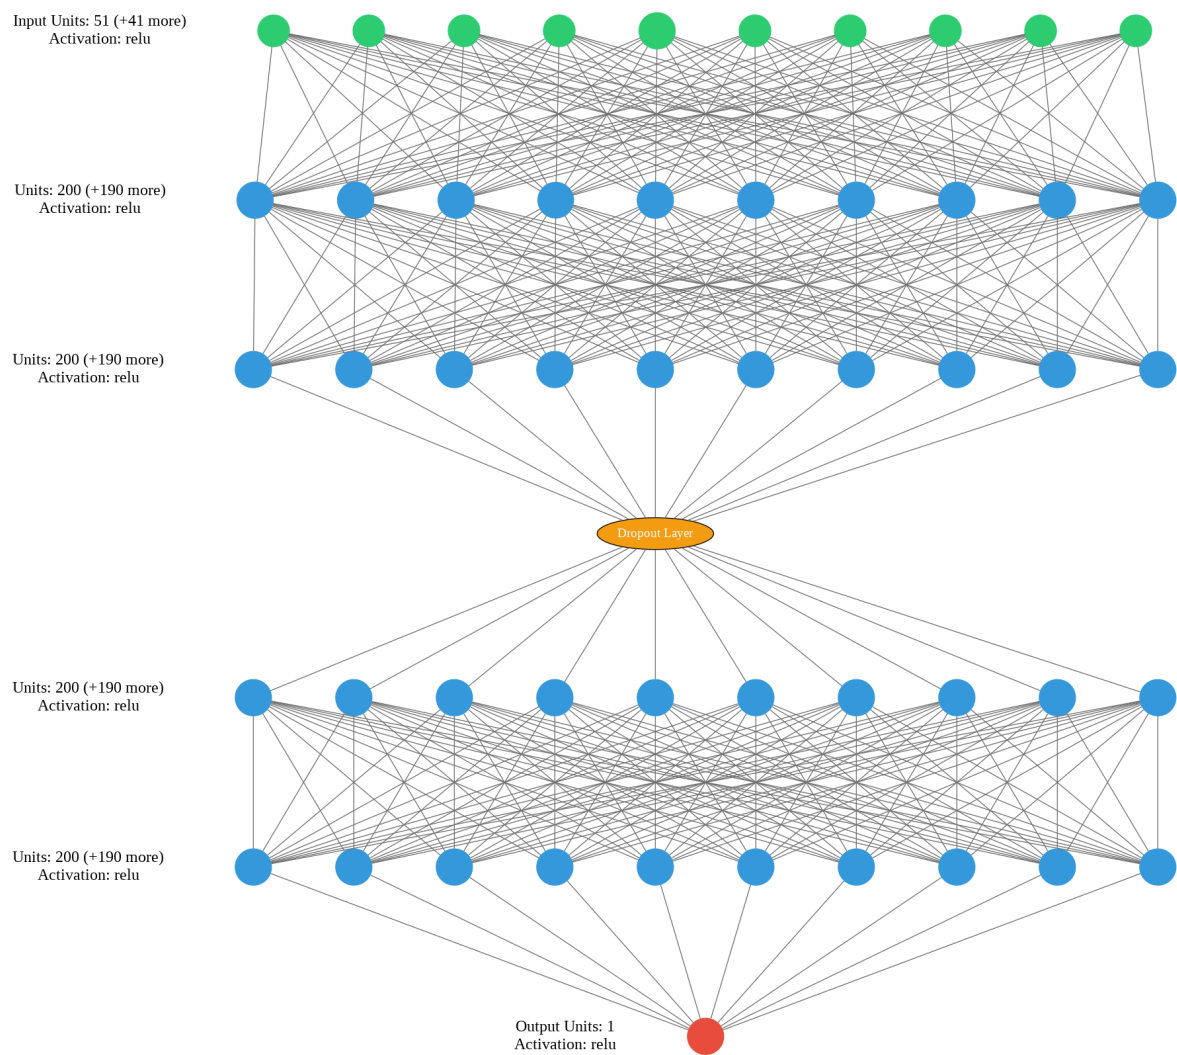 Input Units: 51 (+41 more)
Activation: relu
Units: 200 (+190 more)
Activation: relu
Units: 200 (+190 more)
Activation: relu
Dropout Layer
Units: 200 (+190 more)
Activation: relu
Units: 200 (+190 more)
Activation: relu
Output Units: 1
Activation: relu